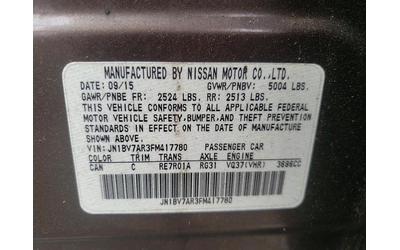 MANUFACTURED BY NISSAN MOTOR CO., LTD.
DATE: 09/15 GVWR/PNBV: 5004 LBS.
GAWR/PNBE FR: 2524 LBS. RR: 2513 LBS.
THIS VEHICLE CONFORMS TO ALL APPLICABLE FEDERAL
MOTOR VEHICLE SAFETY, BUMPER, AND THEFT PREVENTION
STANDARDS IN EFFECT ON THE DATE OF MANUFACTURE
SHOWN ABOVE.
VIN: JN1BV7AR3FM417780 PASSENGER CAR
COLOR TRIM TRANS AXLE ENGINE
CAN C RE7R01A RG31 VQ37(VHR) 3696CC
JN1BV7AR3FM417780